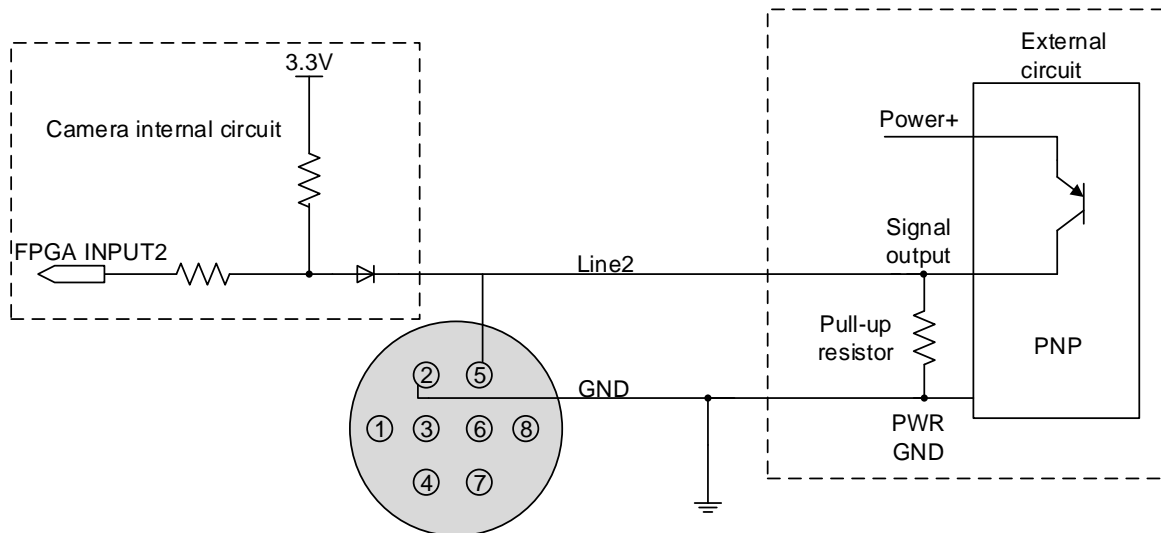 External
circuit
3.3V
Camera internal circuit
Power+
FPGA INPUT2
Signal
output
Line2
Pull-up
resistor
PNP
2 5
GND
1 3 6 8
PWR
GND
4 7